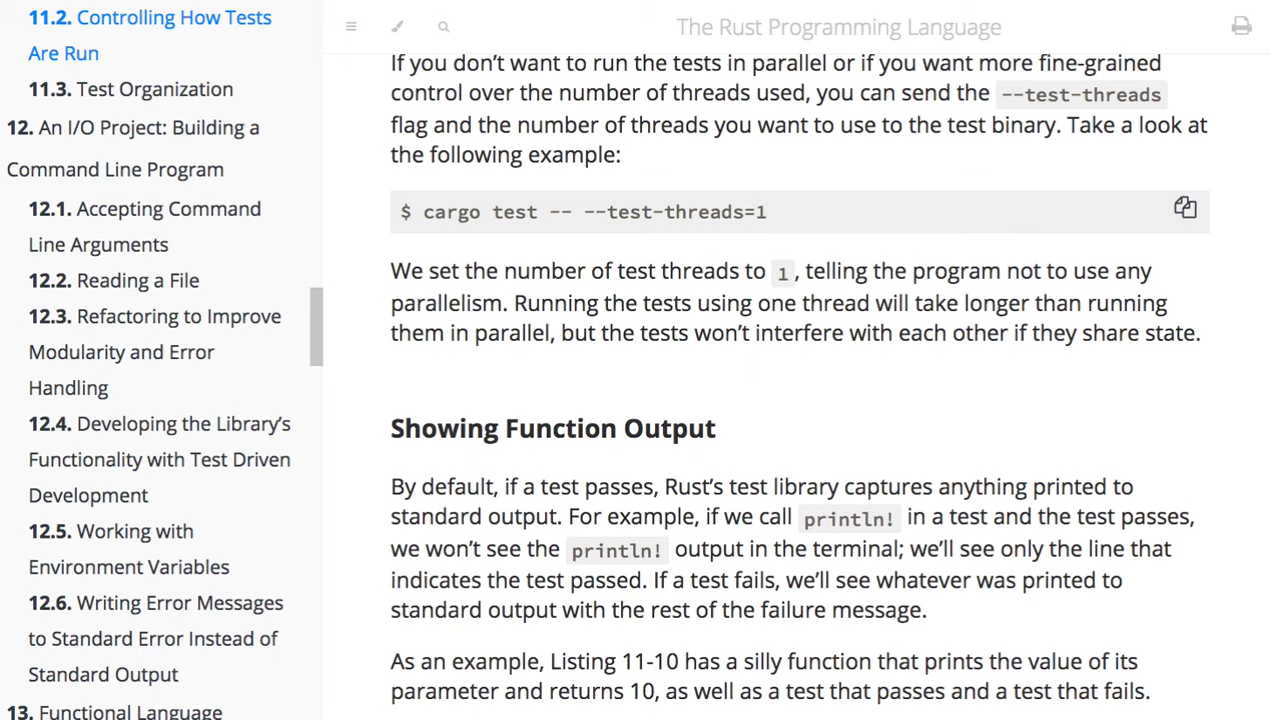 11.2. Controlling How Tests
Are Run
11.3. Test Organization
12. An I/O Project: Building a
Command Line Program
12.1. Accepting Command
Line Arguments
12.2. Reading a File
12.3. Refactoring to Improve
Modularity and Error
Handling
12.4. Developing the Library’s
Functionality with Test Driven
Development
12.5. Working with
Environment Variables
12.6. Writing Error Messages
to Standard Error Instead of
Standard Output
13. Functional Language
The Rust Programming Language
If you don’t want to run the tests in parallel or if you want more fine-grained
control over the number of threads used, you can send the --test-threads
flag and the number of threads you want to use to the test binary. Take a look at
the following example:
$ cargo test -- --test-threads=1
We set the number of test threads to 1, telling the program not to use any
parallelism. Running the tests using one thread will take longer than running
them in parallel, but the tests won’t interfere with each other if they share state.
Showing Function Output
By default, if a test passes, Rust’s test library captures anything printed to
standard output. For example, if we call println! in a test and the test passes,
we won’t see the println! output in the terminal; we’ll see only the line that
indicates the test passed. If a test fails, we’ll see whatever was printed to
standard output with the rest of the failure message.
As an example, Listing 11-10 has a silly function that prints the value of its
parameter and returns 10, as well as a test that passes and a test that fails.